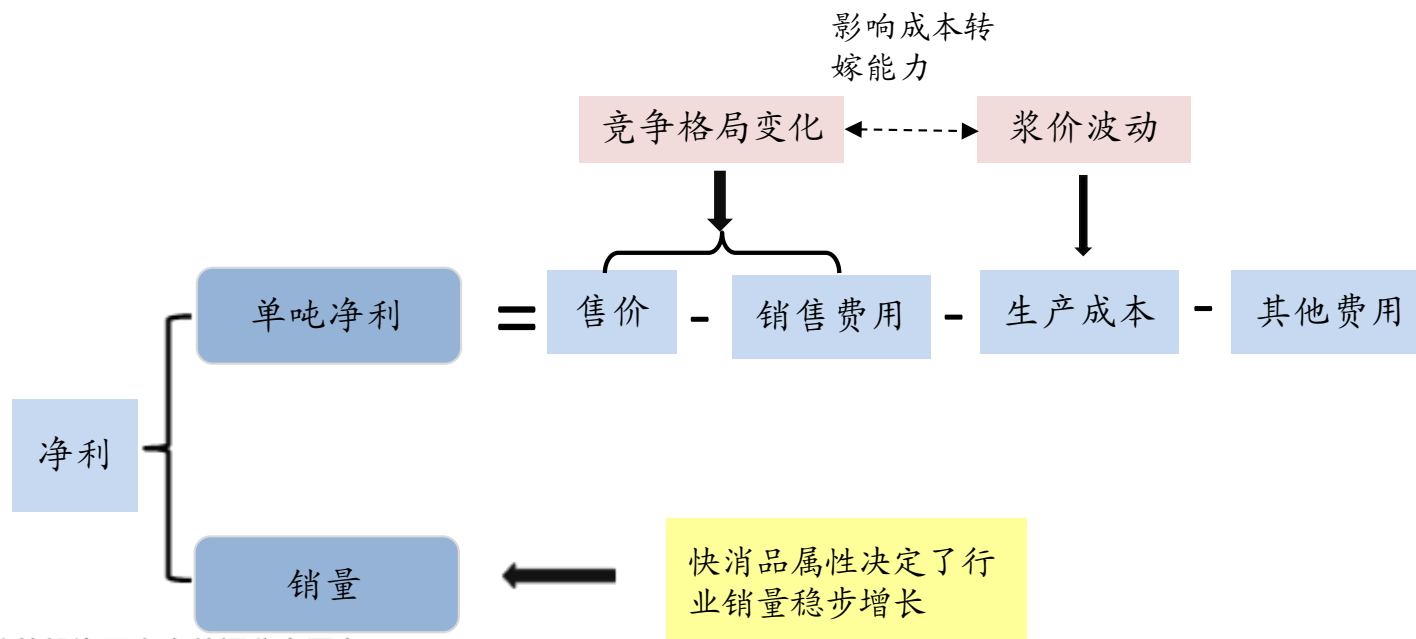 影响成本转
嫁能力
竞争格局变化
浆价波动
单吨净利 = 售价 - 销售费用 - 生产成本 - 其他费用
净利
销量
快消品属性决定了行
业销量稳步增长